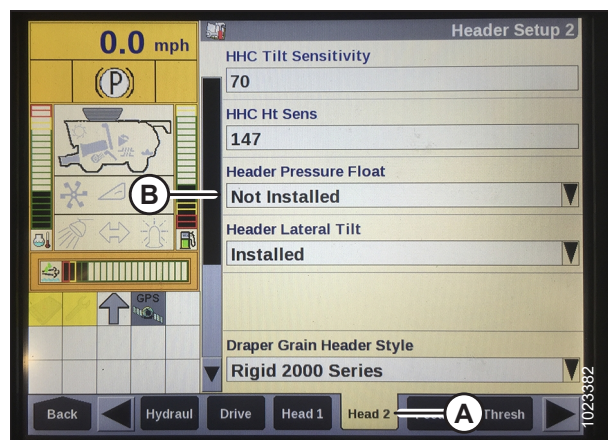 0.0 mph
Header Setup 2
(P)
HHC Tilt Sensitivity
70
HHC Ht Sens
147
Header Pressure Float
B
Not Installed
Header Lateral Tilt
Installed
GPS
Draper Grain Header Style
Rigid 2000 Series
Back
Hydraul
Drive
Head 1
Head 2
A
Thresh
1023382